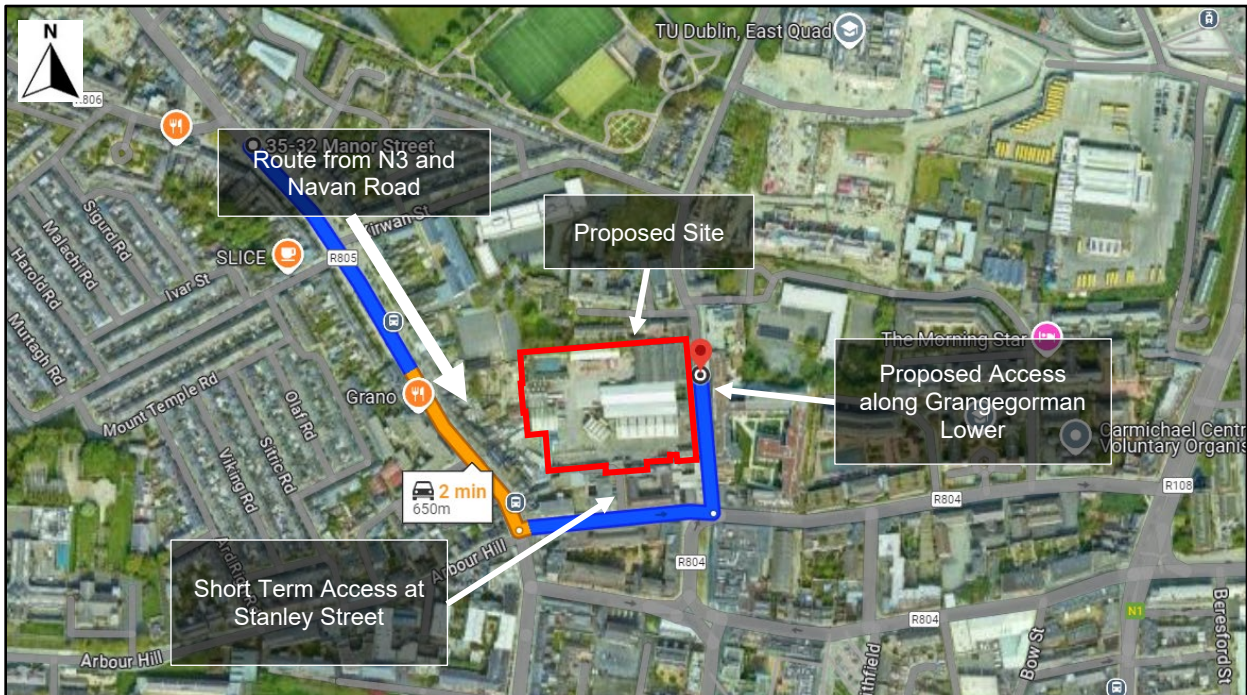 N
TU Dublin, East Quad
R806
35-32 Manor Street
Route from N3 and
Navan Road
Kirwan St
Proposed Site
Sigurd Rd
Malachi Rd
Harold Rd
Murtagh Rd
SLICE
R805
Ivar St
The Morning Star
Proposed Access
along Grangegorman
Lower
Grano
Mount Temple Rd
Olaf Rd
Sitric Rd
Viking Rd
Carmichael Centr
Voluntary Organis
2 min
650m
R804
R108
Arbour Hill
Short Term Access at
Stanley Street
R804
R804
N1
Beresford St
Bow St
thfield
Arbour Hill